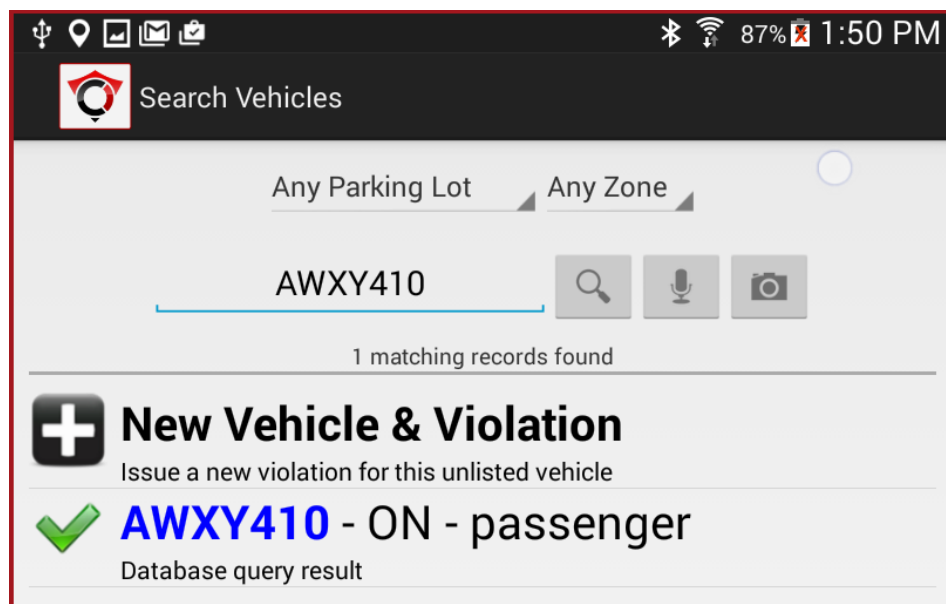 87% 1:50 PM
Search Vehicles
Any Parking Lot Any Zone
AWXY410
1 matching records found
New Vehicle & Violation
Issue a new violation for this unlisted vehicle
AWXY410 - ON - passenger
Database query result